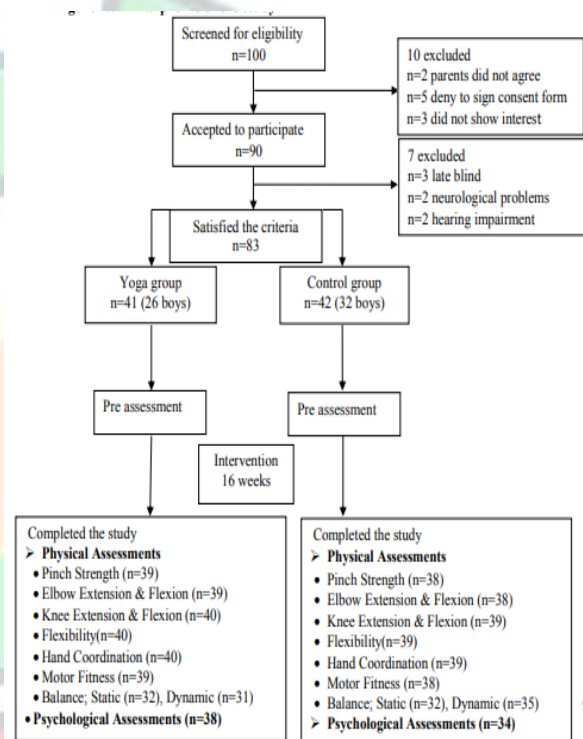 Screened for eligibility
n=100
10 excluded
n=2 parents did not agree
n=5 deny to sign consent form
n=3 did not show interest
Accepted to participate
n=90
7 excluded
n=3 late blind
n=2 neurological problems
n=2 hearing impairment
Satisfied the criteria
n=83
Yoga group
n=41 (26 boys)
Control group
n=42 (32 boys)
Pre assessment
Pre assessment
Intervention
16 weeks
Completed the study
➤ Physical Assessments
• Pinch Strength (n=39)
• Elbow Extension & Flexion (n=39)
• Knee Extension & Flexion (n=40)
• Flexibility(n=40)
• Hand Coordination (n=40)
• Motor Fitness (n=39)
• Balance; Static (n=32), Dynamic (n=31)
• Psychological Assessments (n=38)
Completed the study
➤ Physical Assessments
• Pinch Strength (n=38)
• Elbow Extension & Flexion (n=38)
• Knee Extension & Flexion (n=39)
• Flexibility(n=39)
• Hand Coordination (n=39)
• Motor Fitness (n=38)
• Balance; Static (n=32), Dynamic (n=35)
➤ Psychological Assessments (n=34)